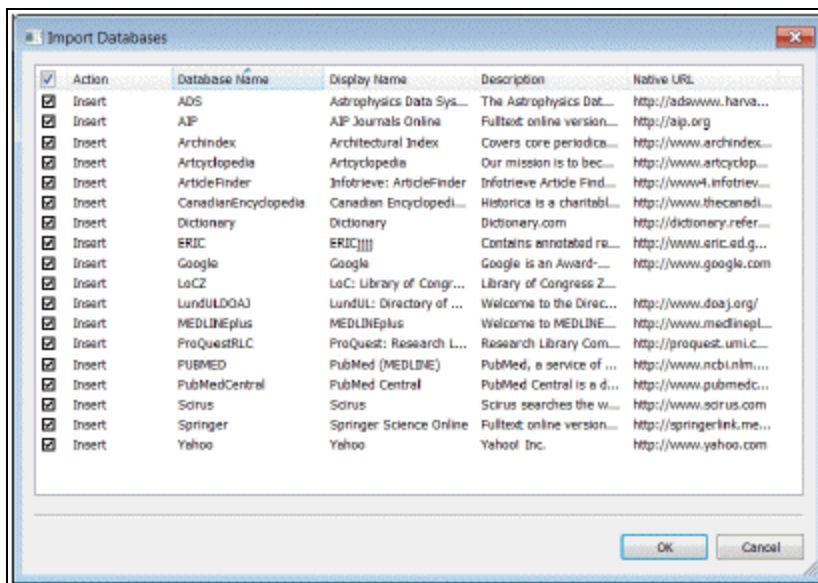 Import Databases
Action Database Name Display Name Description Native URL
Insert ADS Astrophysics Data Sys... The Astrophysics Dat... http://adswww.harva...
Insert AIP AIP Journals Online Fulltext online version... http://aip.org
Insert Archindex Architectural Index Covers core periodica... http://www.archindex...
Insert Artcyclopedia Artcyclopedia Our mission is to bec... http://www.artcyclop...
Insert ArticleFinder Infotrieve: ArticleFinder Infotrieve Article Find... http://www4.infotriev...
Insert CanadianEncyclopedia Canadian Encyclopedi... Historica is a charitabl... http://www.thecanadi...
Insert Dictionary Dictionary Dictionary.com http://dictionary.refer...
Insert ERIC ERIC]]]] Contains annotated re... http://www.eric.ed.g...
Insert Google Google Google is an Award-... http://www.google.com
Insert LoCZ LoC: Library of Congr... Library of Congress Z...
Insert LundULDOAJ LundUL: Directory of ... Welcome to the Direc... http://www.doaj.org/
Insert MEDLINEplus MEDLINEplus Welcome to MEDLINE... http://www.medlinepl...
Insert ProQuestRLC ProQuest: Research L... Research Library Com... http://proquest.umi.c...
Insert PUBMED PubMed (MEDLINE) PubMed, a service of ... http://www.ncbi.nlm....
Insert PubMedCentral PubMed Central PubMed Central is a d... http://www.pubmedc...
Insert Scirus Scirus Scirus searches the w... http://www.scirus.com
Insert Springer Springer Science Online Fulltext online version... http://springerlink.me...
Insert Yahoo Yahoo Yahoo! Inc. http://www.yahoo.com
OK Cancel